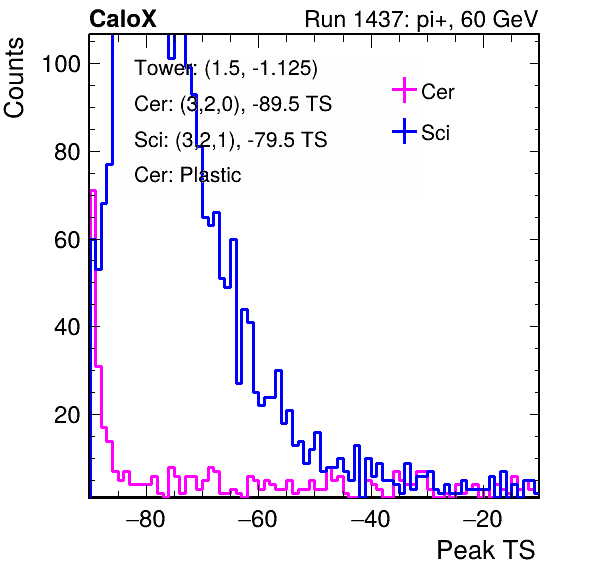 CaloX Run 1437: pi+, 60 GeV
Counts
Tower: (1.5, -1.125)
Cer: (3,2,0), -89.5 TS
Sci: (3,2,1), -79.5 TS
Cer: Plastic
Cer
Sci
100
80
60
40
20
−80 −60 −40 −20
Peak TS